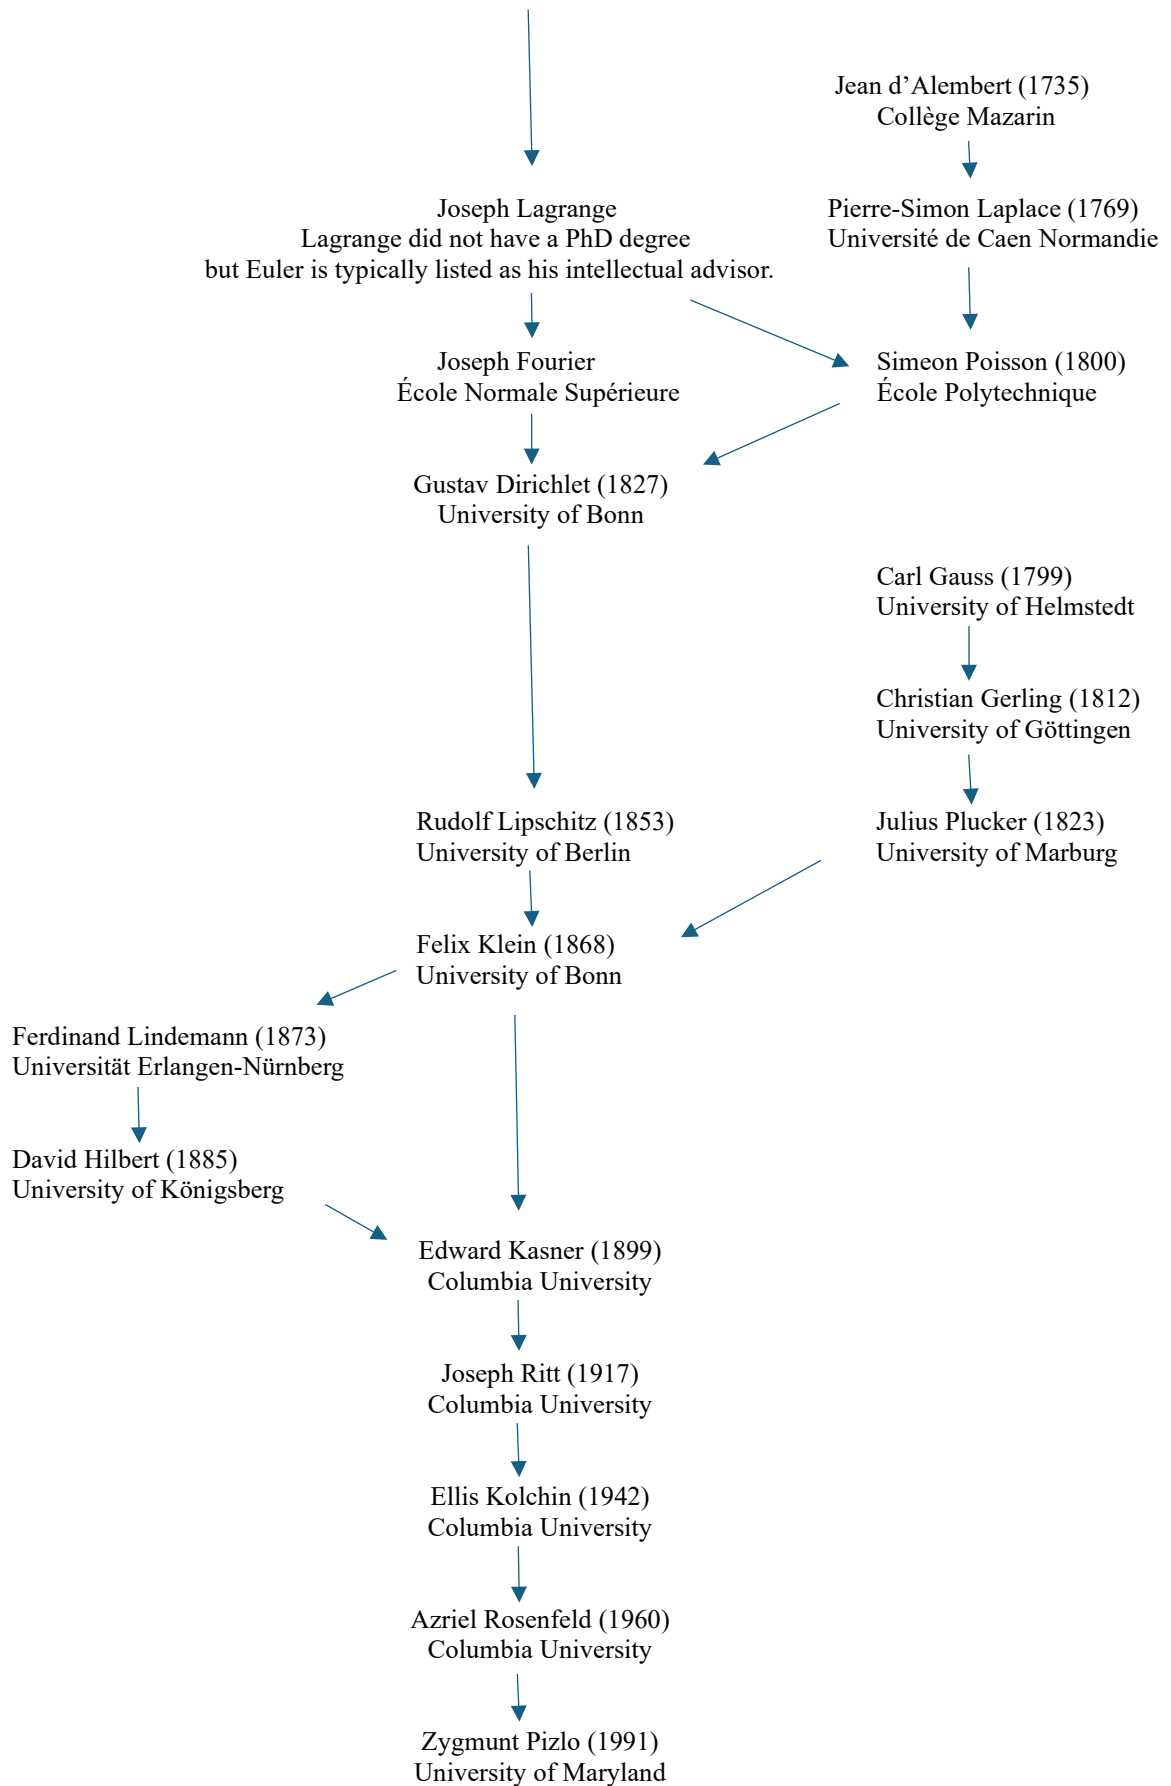 Jean d’Alembert (1735)
Collège Mazarin
Joseph Lagrange
Lagrange did not have a PhD degree
but Euler is typically listed as his intellectual advisor.
Pierre-Simon Laplace (1769)
Université de Caen Normandie
Joseph Fourier
École Normale Supérieure
Simeon Poisson (1800)
École Polytechnique
Gustav Dirichlet (1827)
University of Bonn
Carl Gauss (1799)
University of Helmstedt
Christian Gerling (1812)
University of Göttingen
Rudolf Lipschitz (1853)
University of Berlin
Julius Plucker (1823)
University of Marburg
Felix Klein (1868)
University of Bonn
Ferdinand Lindemann (1873)
Universität Erlangen-Nürnberg
David Hilbert (1885)
University of Königsberg
Edward Kasner (1899)
Columbia University
Joseph Ritt (1917)
Columbia University
Ellis Kolchin (1942)
Columbia University
Azriel Rosenfeld (1960)
Columbia University
Zygmunt Pizlo (1991)
University of Maryland